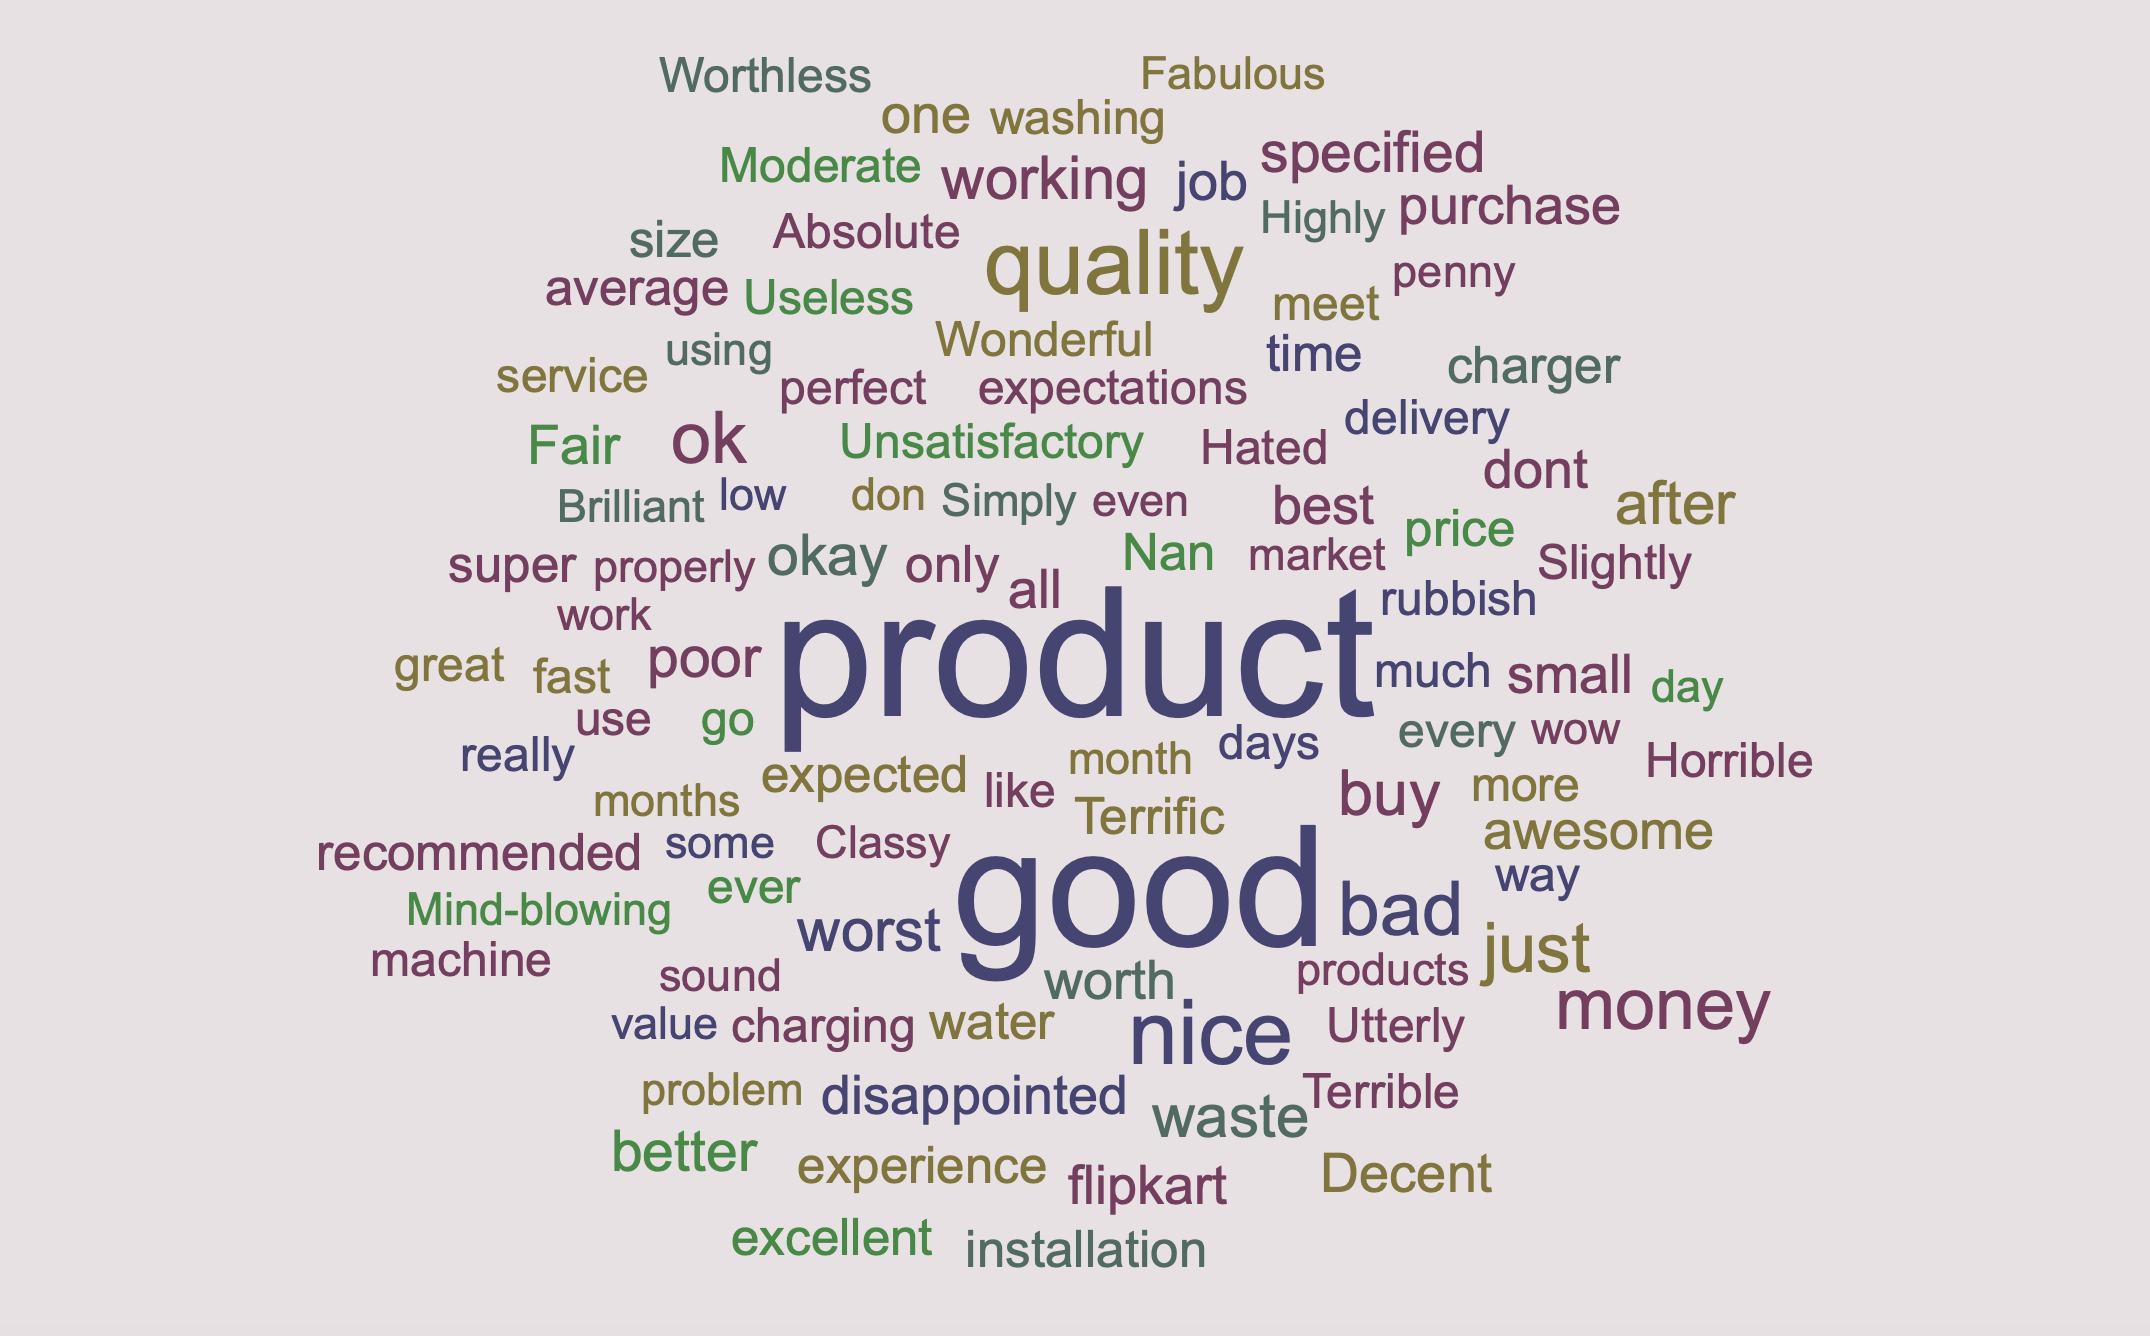 Worthless Fabulous
one washing
Moderate working job specified
Highly purchase
size Absolute quality
average Useless meet penny
using Wonderful time
service perfect expectations charger
delivery
Fair ok Unsatisfactory Hated dont
Brilliant low don Simply even best after
super properly okay only Nan market price Slightly
work all rubbish
great fast poor product much small day
use go every wow
really expected month days Horrible
months like Terrific buy more
recommended some Classy awesome
Mind-blowing ever worst good bad way
machine sound worth products just
value charging water nice Utterly money
problem disappointed waste Terrible
better experience flipkart Decent
excellent installation